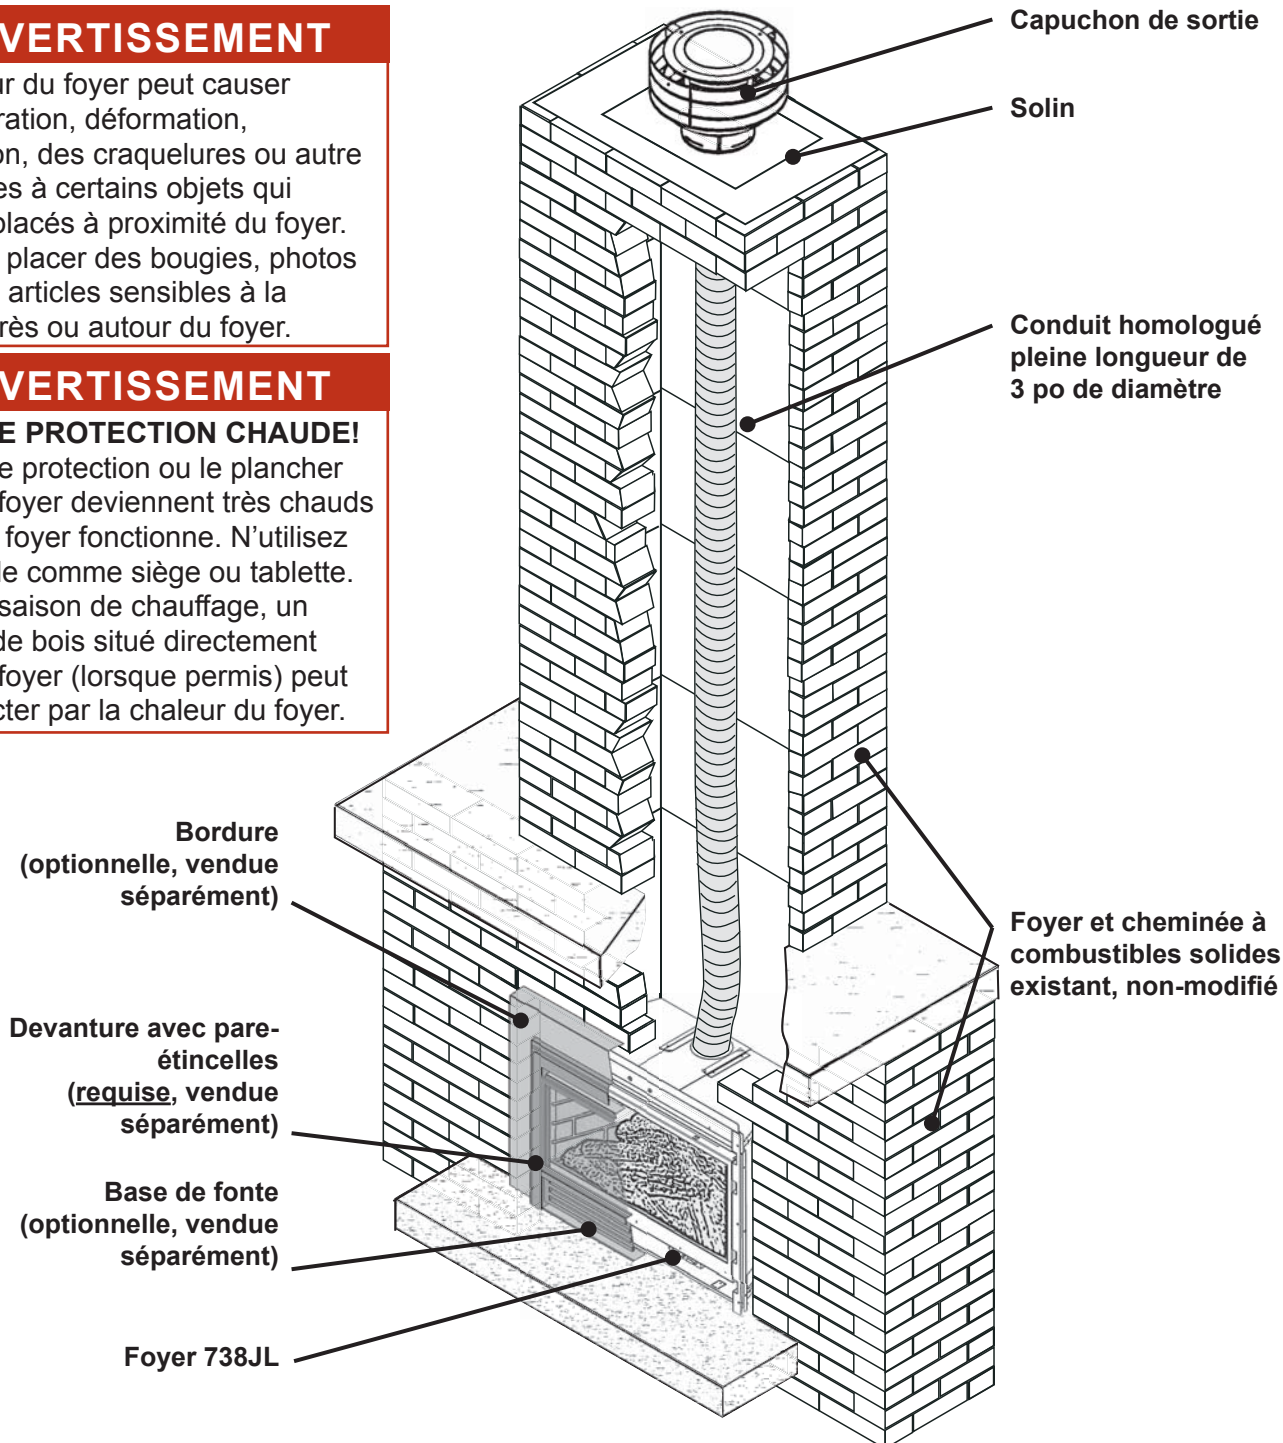 VERTISSEMENT
ur du foyer peut causer
ration, déformation,
on, des craquelures ou autre
es à certains objets qui
placés à proximité du foyer.
placer des bougies, photos
articles sensibles à la
rès ou autour du foyer.
VERTISSEMENT
E PROTECTION CHAUDE!
e protection ou le plancher
foyer deviennent très chauds
foyer fonctionne. N’utilisez
le comme siège ou tablette.
saison de chauffage, un
de bois situé directement
foyer (lorsque permis) peut
cter par la chaleur du foyer.
Capuchon de sortie
Solin
Conduit homologué
pleine longueur de
3 po de diamètre
Bordure
(optionnelle, vendue
séparément)
Foyer et cheminée à
combustibles solides
existant, non-modifié
Devanture avec pare-
étincelles
(requise, vendue
séparément)
Base de fonte
(optionnelle, vendue
séparément)
Foyer 738JL